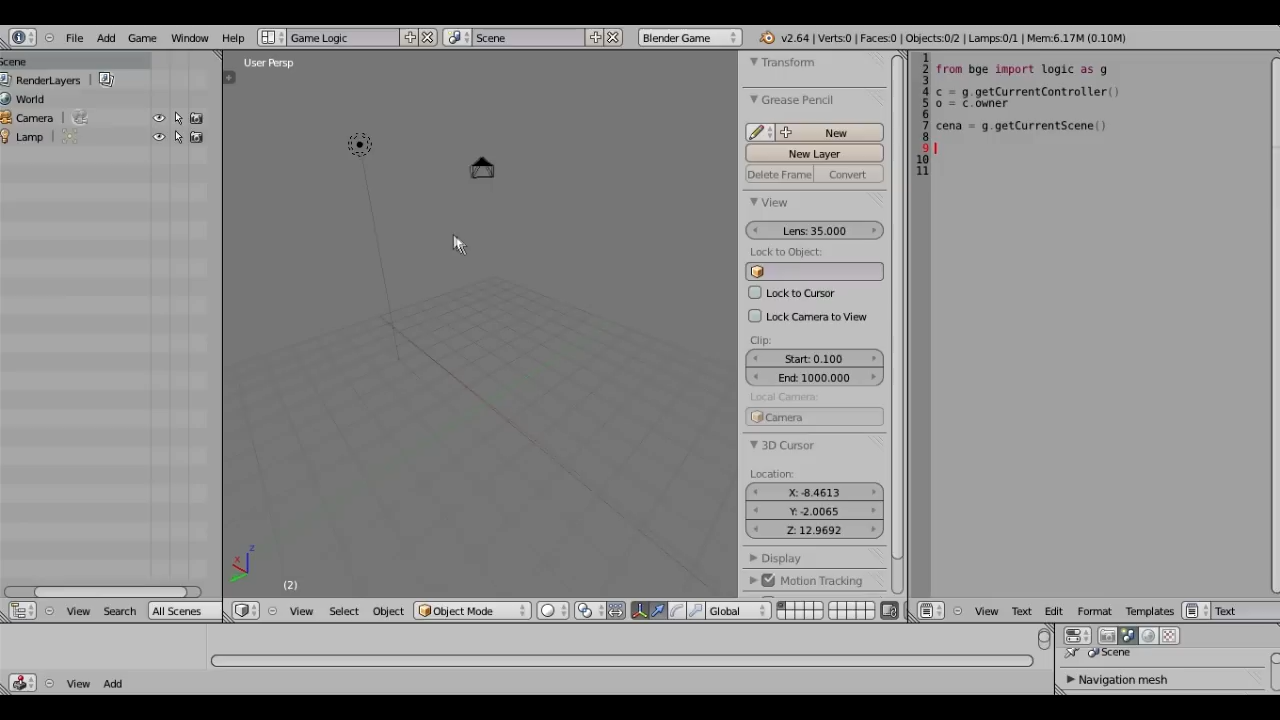 File Add Game Window Help Game Logic Scene Blender Game v2.64 | Verts:0 | Faces:0 | Objects:0/2 | Lamps:0/1 | Mem:6.17M (0.10M)
Scene
RenderLayers
World
Camera
Lamp
User Persp
(2)
Transform
Grease Pencil
New
New Layer
Delete Frame Convert
View
Lens: 35.000
Lock to Object:
Lock to Cursor
Lock Camera to View
Clip:
Start: 0.100
End: 1000.000
Local Camera:
Camera
3D Cursor
Location:
X: -8.4613
Y: -2.0065
Z: 12.9692
Display
Motion Tracking
1
2 from bge import logic as g
3
4 c = g.getCurrentController()
5 o = c.owner
6
7 cena = g.getCurrentScene()
8
9
10
11
View Search All Scenes
View Select Object Object Mode Global
View Text Edit Format Templates Text
View Add
Scene
Navigation mesh
x
z